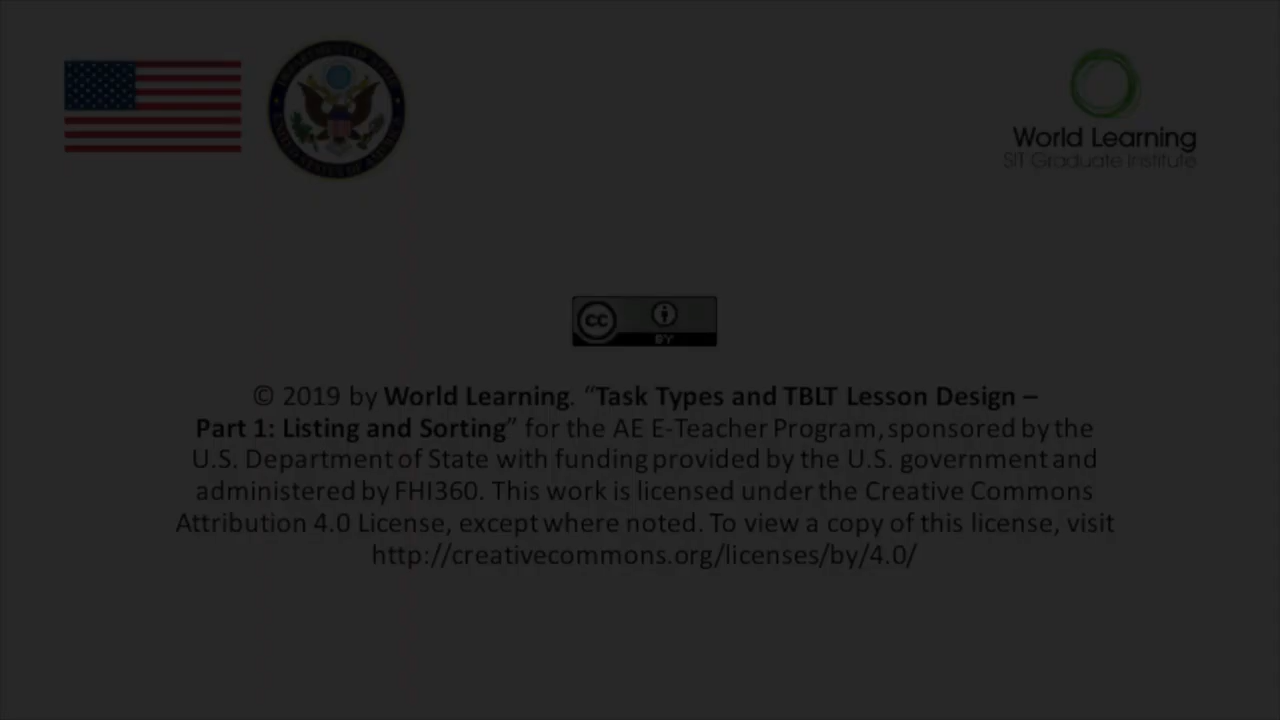 World Learning
SIT Graduate Institute
cc
BY
© 2019 by World Learning. “Task Types and TBLT Lesson Design –
Part 1: Listing and Sorting” for the AE E-Teacher Program, sponsored by the
U.S. Department of State with funding provided by the U.S. government and
administered by FHI360. This work is licensed under the Creative Commons
Attribution 4.0 License, except where noted. To view a copy of this license, visit
http://creativecommons.org/licenses/by/4.0/